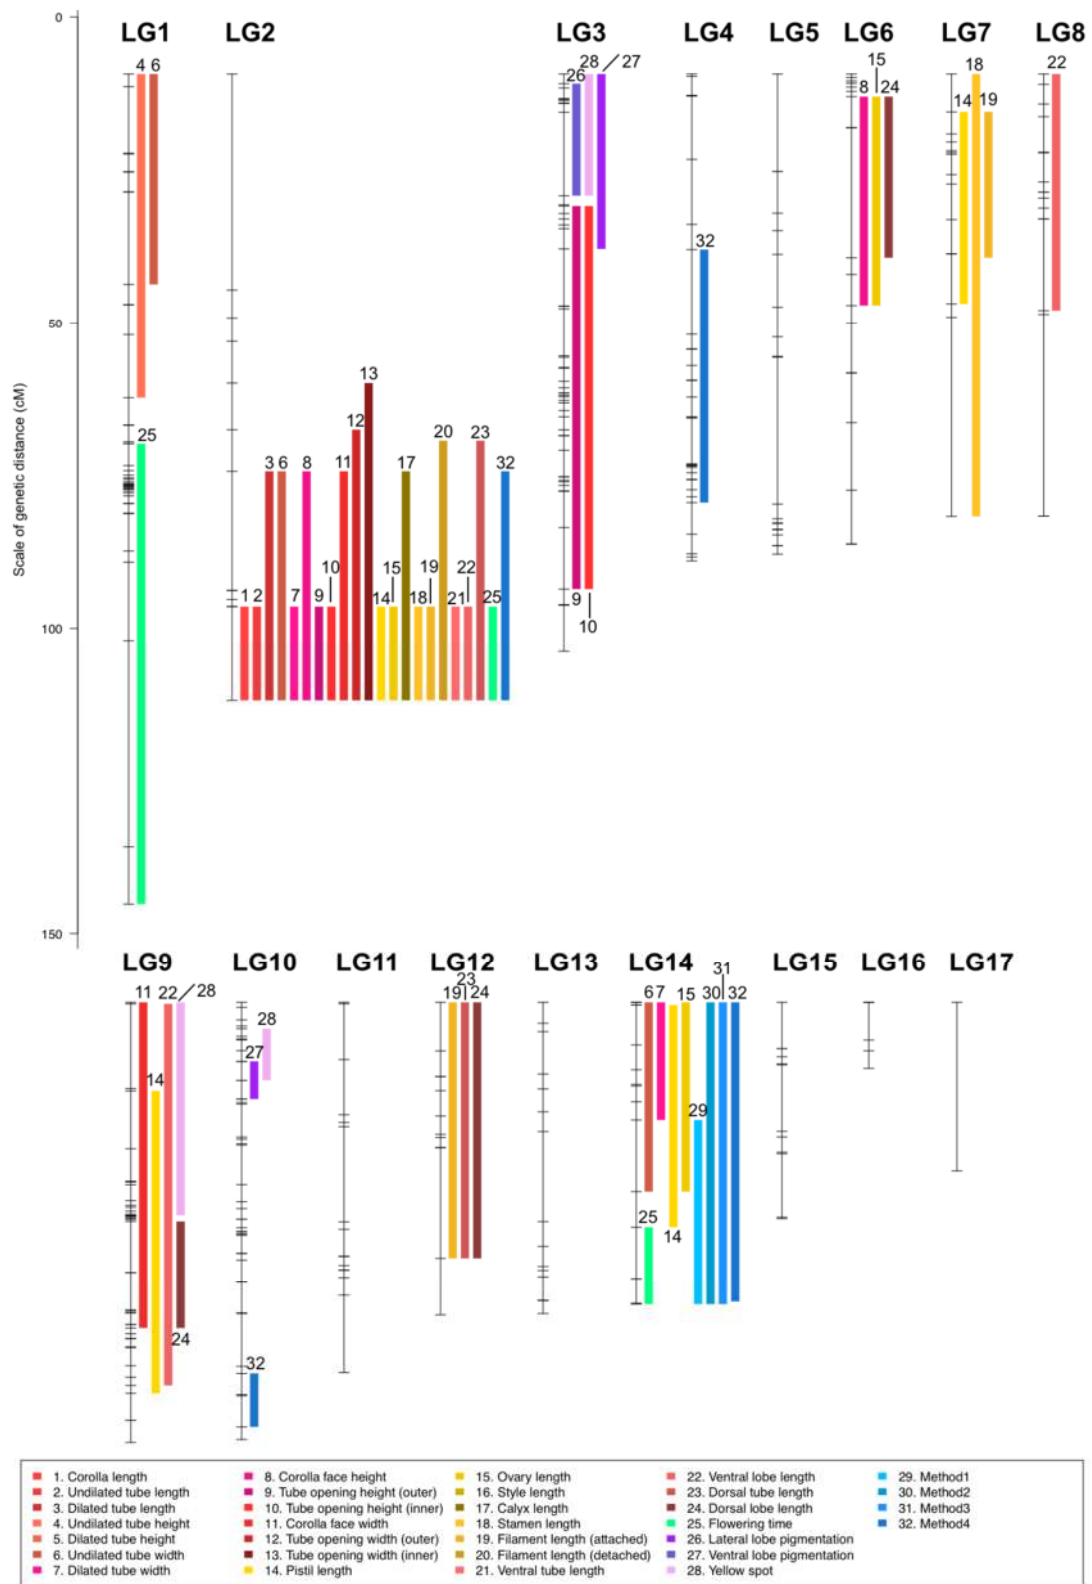 0
LG1 LG2 LG3 LG4 LG5 LG6 LG7 LG8
4 6 26 28 27 32 8 15 24 14 18 19 22
50
Scale of genetic distance (cM)
25
1 2 3 6 7 8 9 10 11 12 13 14 15 17 18 19 20 21 22 23 25 32
9 10
100
150
LG9 LG10 LG11 LG12 LG13 LG14 LG15 LG16 LG17
11 22 28 19 23 24 6 7 15 30 31 32
14 27 28 29
25 14
24 32
1. Corolla length
2. Undilated tube length
3. Dilated tube length
4. Undilated tube height
5. Dilated tube height
6. Undilated tube width
7. Dilated tube width
8. Corolla face height
9. Tube opening height (outer)
10. Tube opening height (inner)
11. Corolla face width
12. Tube opening width (outer)
13. Tube opening width (inner)
14. Pistil length
15. Ovary length
16. Style length
17. Calyx length
18. Stamen length
19. Filament length (attached)
20. Filament length (detached)
21. Ventral tube length
22. Ventral lobe length
23. Dorsal tube length
24. Dorsal lobe length
25. Flowering time
26. Lateral lobe pigmentation
27. Ventral lobe pigmentation
28. Yellow spot
29. Method1
30. Method2
31. Method3
32. Method4